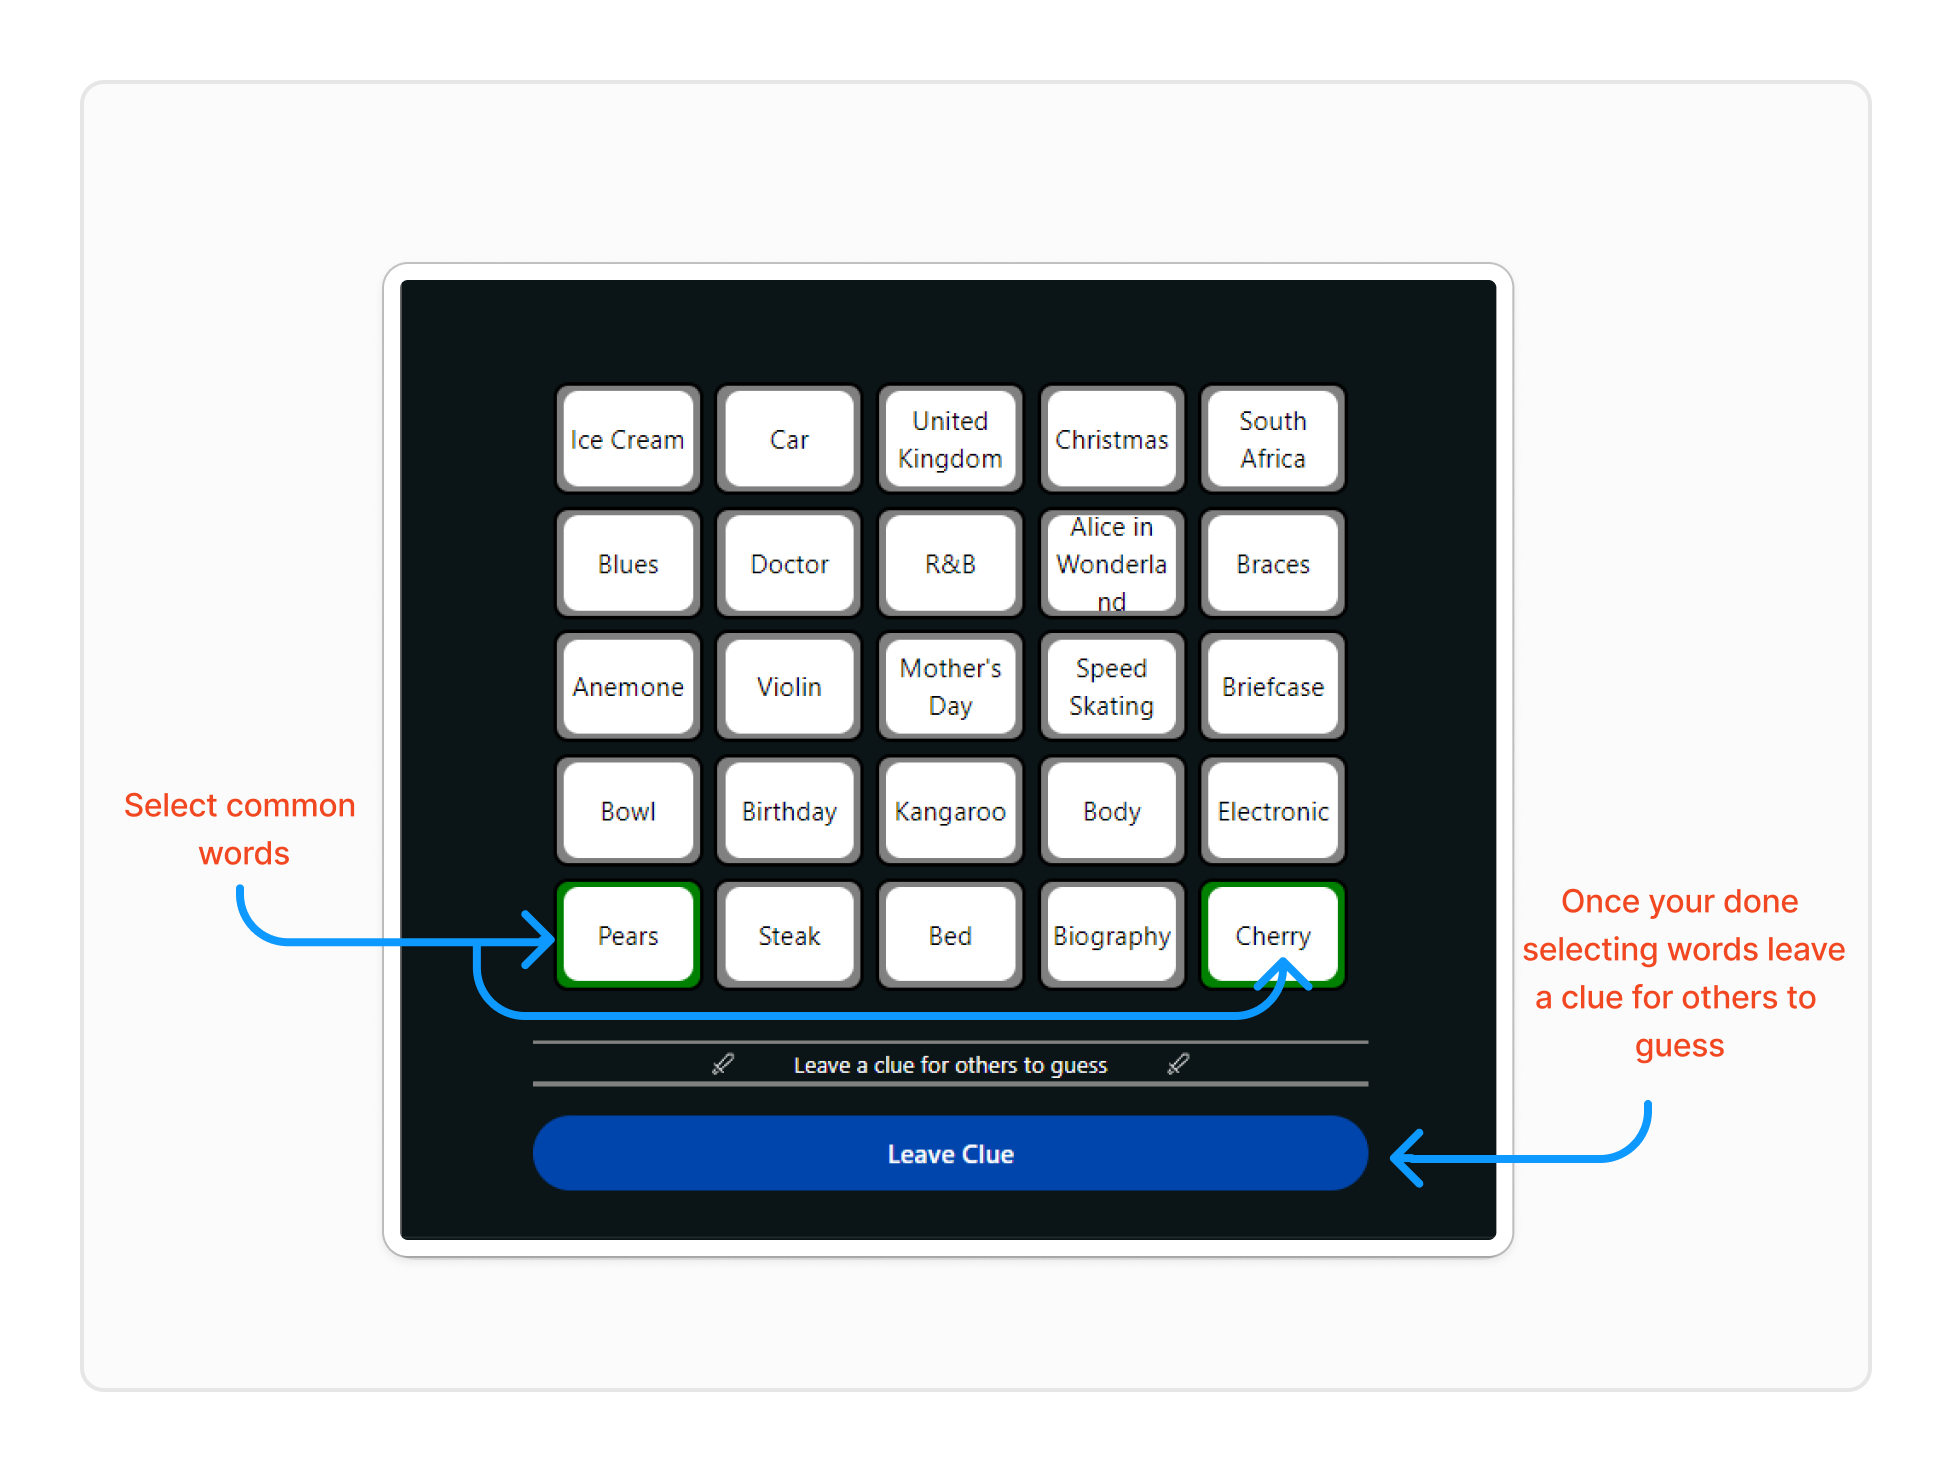 Ice Cream
Car
United
Kingdom
Christmas
South
Africa
Blues
Doctor
R&B
Alice in
Wonderla
nd
Braces
Anemone
Violin
Mother's
Day
Speed
Skating
Briefcase
Bowl
Birthday
Kangaroo
Body
Electronic
Pears
Steak
Bed
Biography
Cherry
Select common
words
Once your done
selecting words leave
a clue for others to
guess
Leave a clue for others to guess
Leave Clue